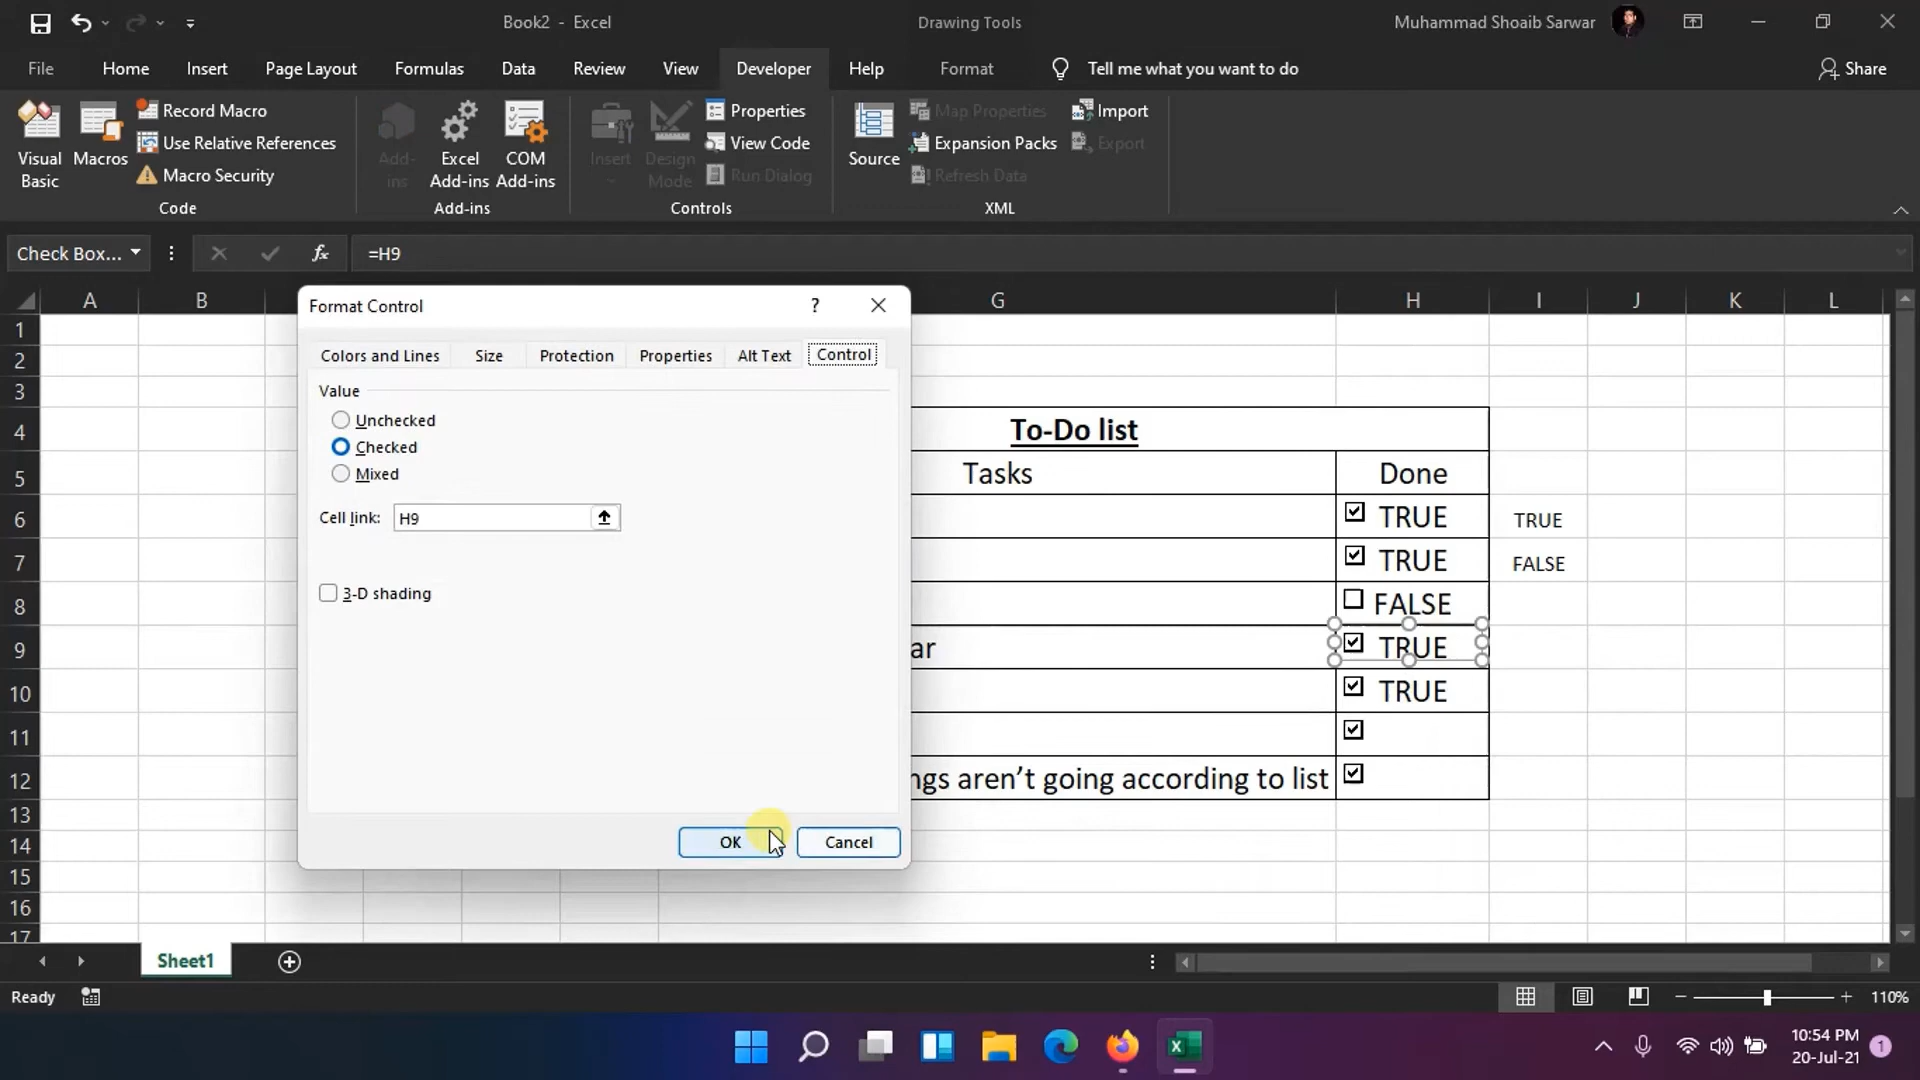 Book2 - Excel
Drawing Tools
Muhammad Shoaib Sarwar
File Home Insert Page Layout Formulas Data Review View Developer Help Format Tell me what you want to do Share
Visual Basic
Macros
Record Macro
Use Relative References
Macro Security
Code
Add-ins
Excel Add-ins
COM Add-ins
Add-ins
Insert
Design Mode
Properties
View Code
Run Dialog
Controls
Source
Map Properties
Expansion Packs
Refresh Data
Import
Export
XML
Check Box... fx =H9
A B G H I J K L
Format Control ?
Colors and Lines Size Protection Properties Alt Text Control
Value
Unchecked
Checked
Mixed
Cell link: H9
3-D shading
OK Cancel
1
2
3
4 To-Do list
5 Tasks Done
6 TRUE TRUE
7 TRUE FALSE
8 FALSE
9 ar TRUE
10 TRUE
11
12 ngs aren’t going according to list
13
14
15
16
17
Sheet1
Ready 110%
10:54 PM
20-Jul-21 1